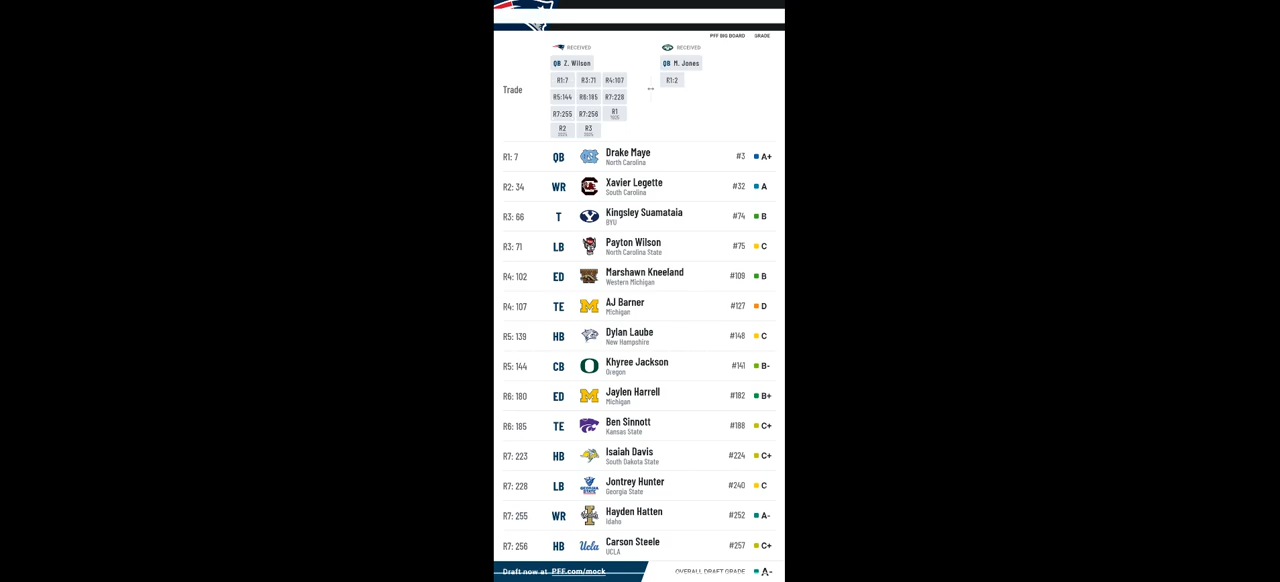 PFF BIG BOARD GRADE
RECEIVED RECEIVED
QB Z. Wilson QB M. Jones
R1:7 R3:71 R4:107 R1:2
Trade
R5:144 R6:185 R7:228
R7:255 R7:256 R1
R2 R3
R1: 7 QB Drake Maye #3 A+
North Carolina
R2: 34 WR Xavier Legette #32 A
South Carolina
R3: 66 T Kingsley Suamataia #74 B
BYU
R3: 71 LB Payton Wilson #75 C
North Carolina State
R4: 102 ED Marshawn Kneeland #109 B
Western Michigan
R4: 107 TE AJ Barner #127 D
Michigan
R5: 139 HB Dylan Laube #148 C
New Hampshire
R5: 144 CB Khyree Jackson #141 B-
Oregon
R6: 180 ED Jaylen Harrell #182 B+
Michigan
R6: 185 TE Ben Sinnott #188 C+
Kansas State
R7: 223 HB Isaiah Davis #224 C+
South Dakota State
R7: 228 LB Jontrey Hunter #240 C
Georgia State
R7: 255 WR Hayden Hatten #252 A-
Idaho
R7: 256 HB Ucla Carson Steele #257 C+
UCLA
Draft now at PFF.com/mock OVERALL DRAFT GRADE A-